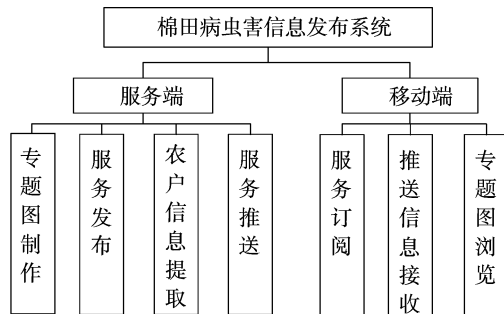 棉田病虫害信息发布系统
服务端
移动端
专题图制作
服务发布
农户信息提取
服务推送
服务订阅
推送信息接收
专题图浏览